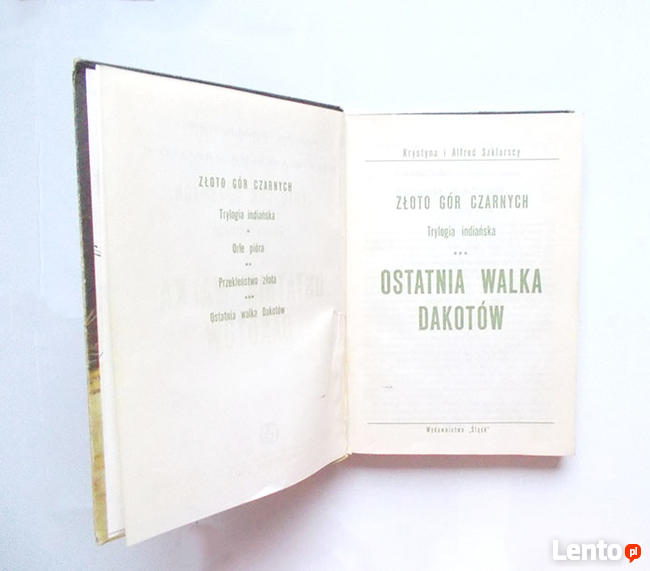 ZŁOTO GÓR CZARNYCH
Trylogia indiańska
*
Orle pióra
**
Przekleństwo złota
***
Ostatnia walka Dakotów
Krystyna i Alfred Szklarscy
ZŁOTO GÓR CZARNYCH
Trylogia indiańska
***
OSTATNIA WALKA
DAKOTÓW
Wydawnictwo „Śląsk"
Lento.pl